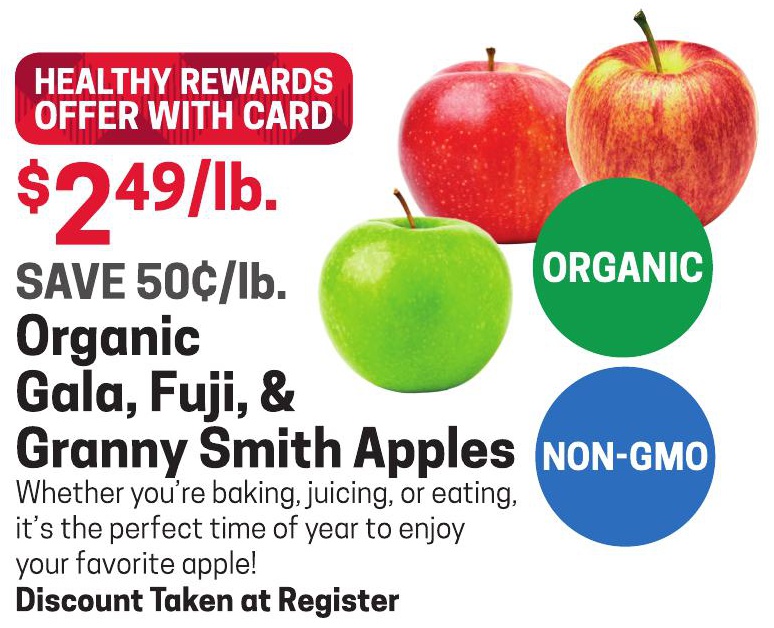 HEALTHY REWARDS
OFFER WITH CARD
$2 49/lb.
SAVE 50¢/lb.
Organic
Gala, Fuji, &
Granny Smith Apples
Whether you're baking, juicing, or eating,
it's the perfect time of year to enjoy
your favorite apple!
Discount Taken at Register
ORGANIC
NON-GMO